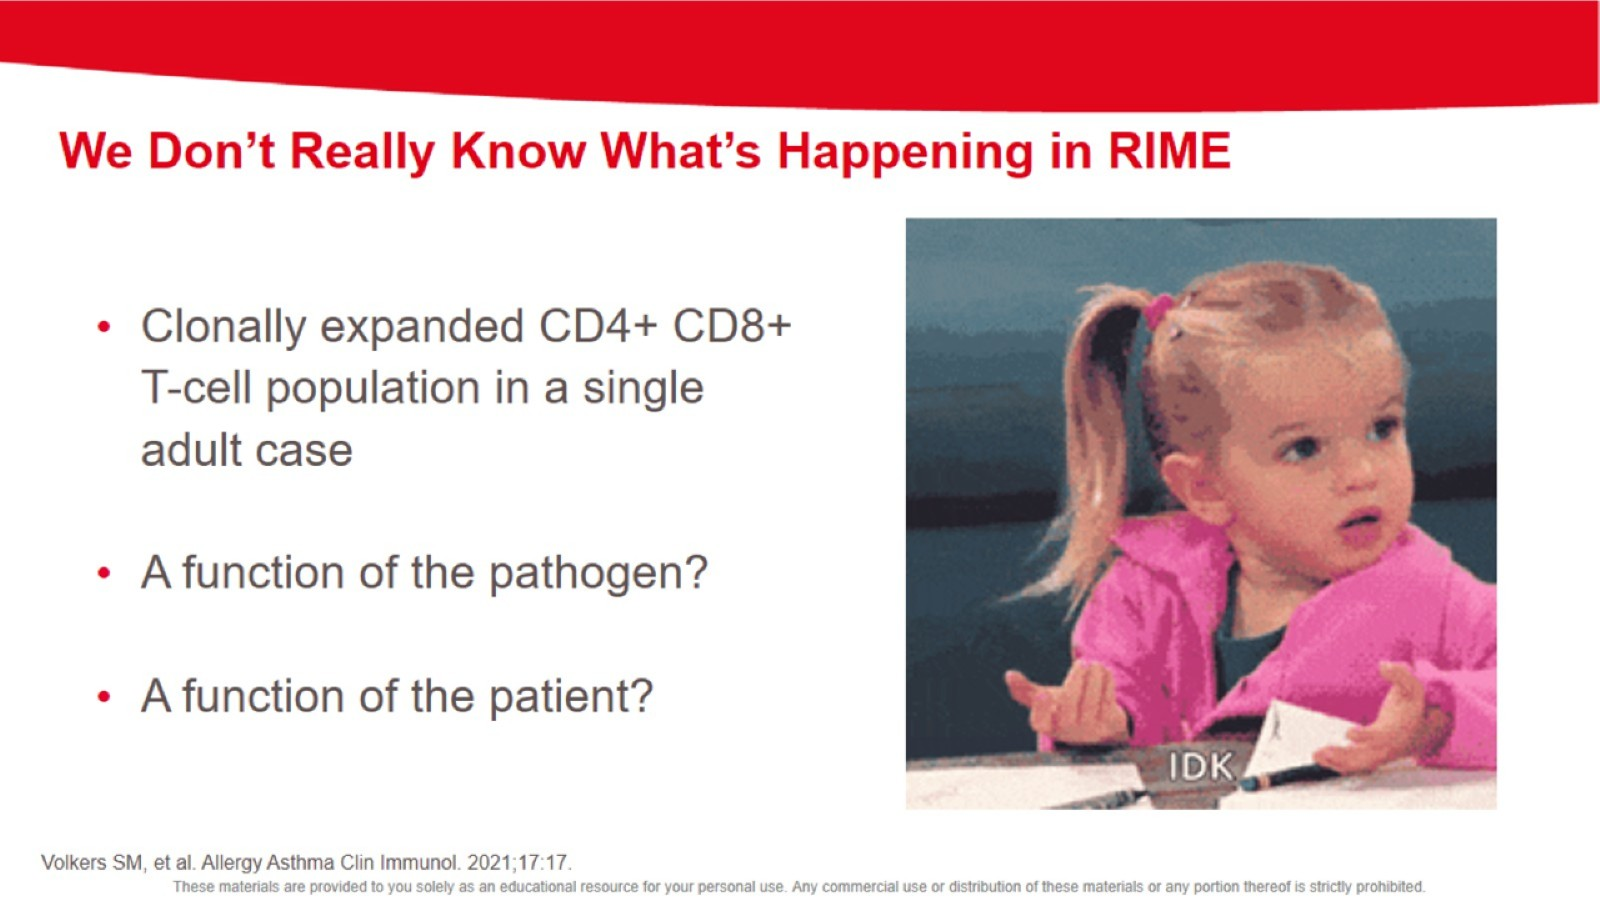 We Don’t Really Know What’s Happening in RIME
• Clonally expanded CD4+ CD8+
T-cell population in a single
adult case
• A function of the pathogen?
• A function of the patient?
IDK
Volkers SM, et al. Allergy Asthma Clin Immunol. 2021;17:17.
These materials are provided to you solely as an educational resource for your personal use. Any commercial use or distribution of these materials or any portion thereof is strictly prohibited.